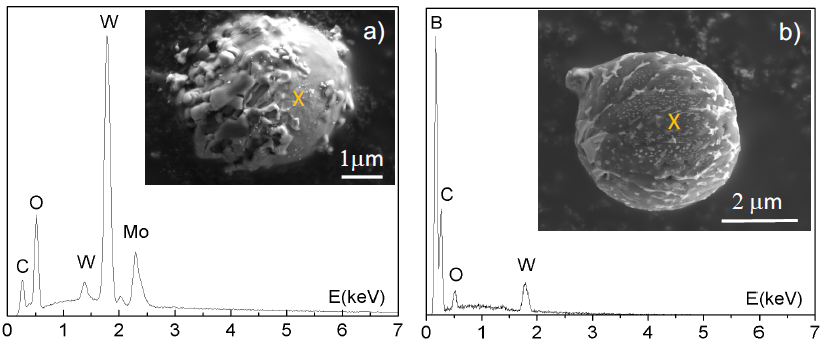 W
a)
X
1μm
O
Mo
C
W
E(keV)
0 1 2 3 4 5 6 7
B
b)
X
2 μm
C
O
W
E(keV)
0 1 2 3 4 5 6 7